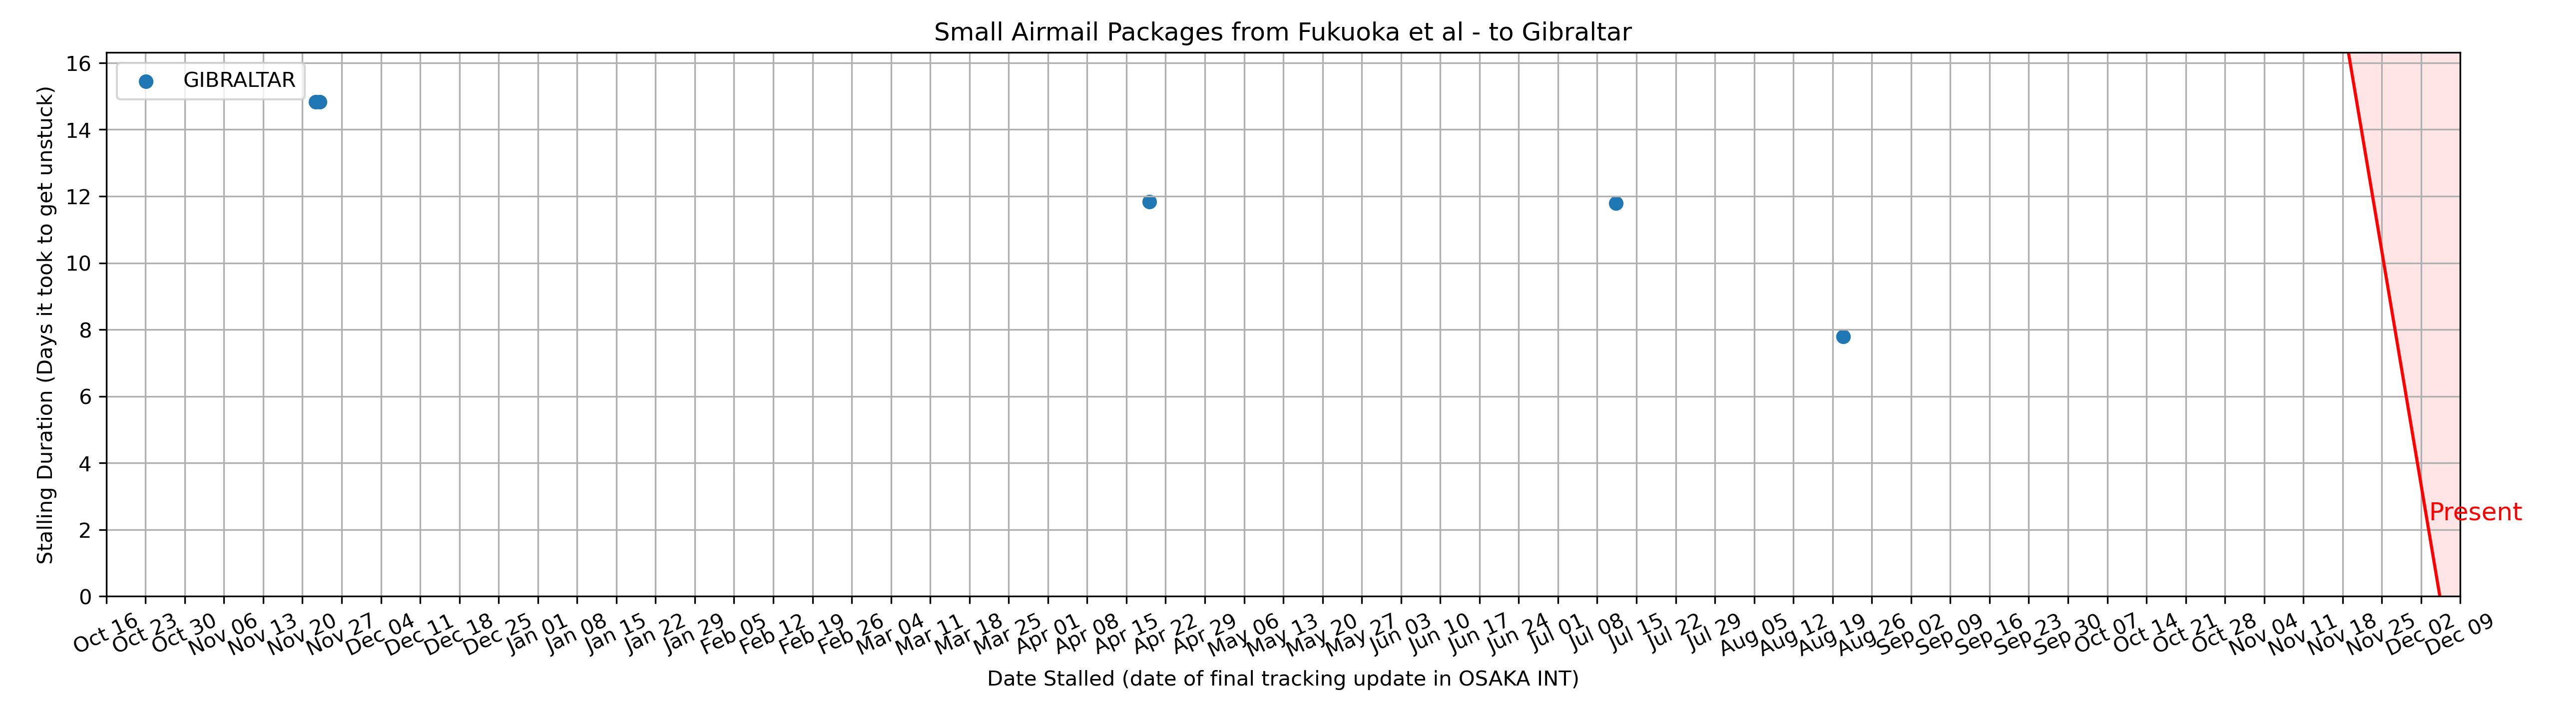 Small Airmail Packages from Fukuoka et al - to Gibraltar
GIBRALTAR
Stalling Duration (Days it took to get unstuck)
16
14
12
10
8
6
4
2
0
Present
Oct 16 Oct 23 Oct 30 Nov 06 Nov 13 Nov 20 Nov 27 Dec 04 Dec 11 Dec 18 Dec 25 Jan 01 Jan 08 Jan 15 Jan 22 Jan 29 Feb 05 Feb 12 Feb 19 Feb 26 Mar 04 Mar 11 Mar 18 Mar 25 Apr 01 Apr 08 Apr 15 Apr 22 Apr 29 May 06 May 13 May 20 May 27 Jun 03 Jun 10 Jun 17 Jun 24 Jul 01 Jul 08 Jul 15 Jul 22 Jul 29 Aug 05 Aug 12 Aug 19 Aug 26 Sep 02 Sep 09 Sep 16 Sep 23 Sep 30 Oct 07 Oct 14 Oct 21 Oct 28 Nov 04 Nov 11 Nov 18 Nov 25 Dec 02 Dec 09
Date Stalled (date of final tracking update in OSAKA INT)